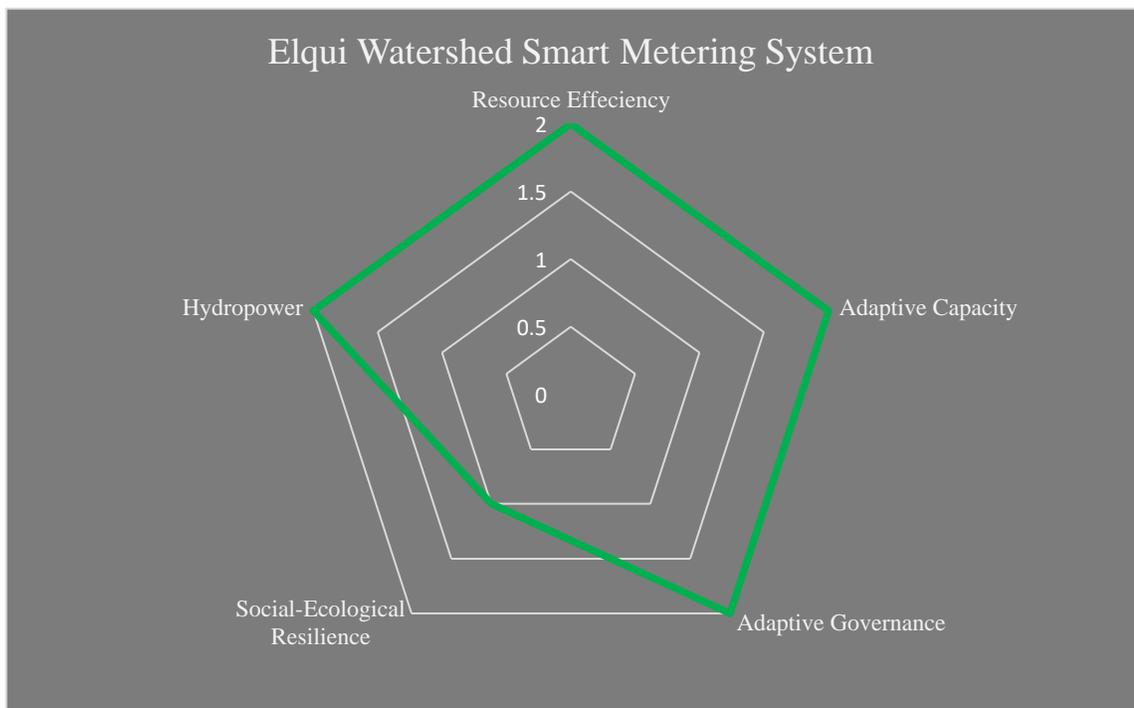 Elqui Watershed Smart Metering System
Resource Effeciency
2
1.5
1
0.5
0
Hydropower
Adaptive Capacity
Social-Ecological
Resilience
Adaptive Governance